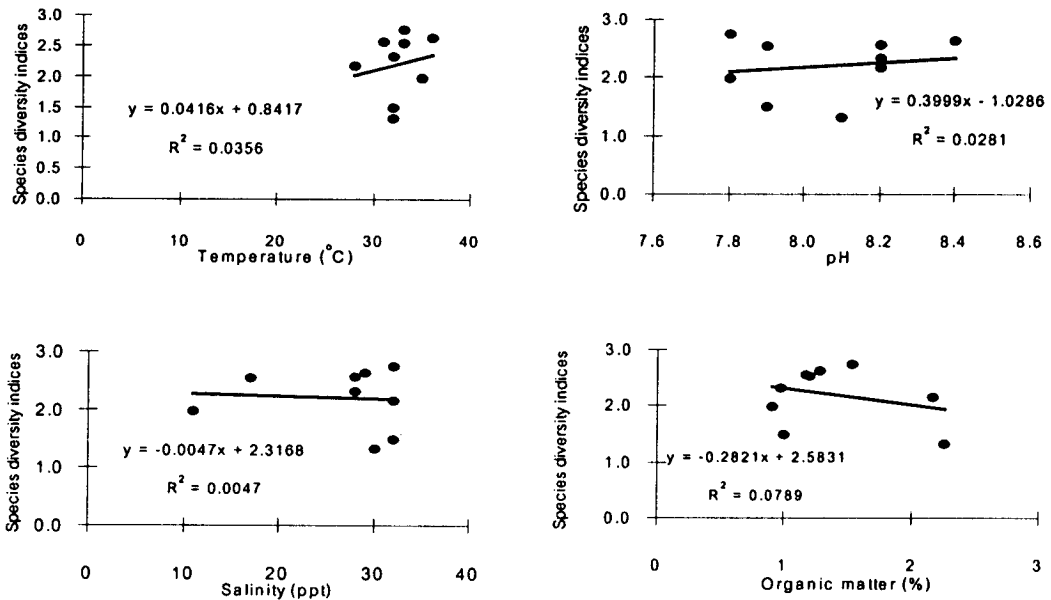 Species diversity indices
3.0
2.5
2.0
1.5
1.0
0.5
0.0
y = 0.0416x + 0.8417
R² = 0.0356
0 10 20 30 40
Temperature (°C)
Species diversity indices
3.0
2.0
1.0
0.0
y = 0.3999x - 1.0286
R² = 0.0281
7.6 7.8 8.0 8.2 8.4 8.6
pH
Species diversity indices
3.0
2.0
1.0
0.0
y = -0.0047x + 2.3168
R² = 0.0047
0 10 20 30 40
Salinity (ppt)
Species diversity indices
3.0
2.0
1.0
0.0
y = -0.2821x + 2.5831
R² = 0.0789
0 1 2 3
Organic matter (%)